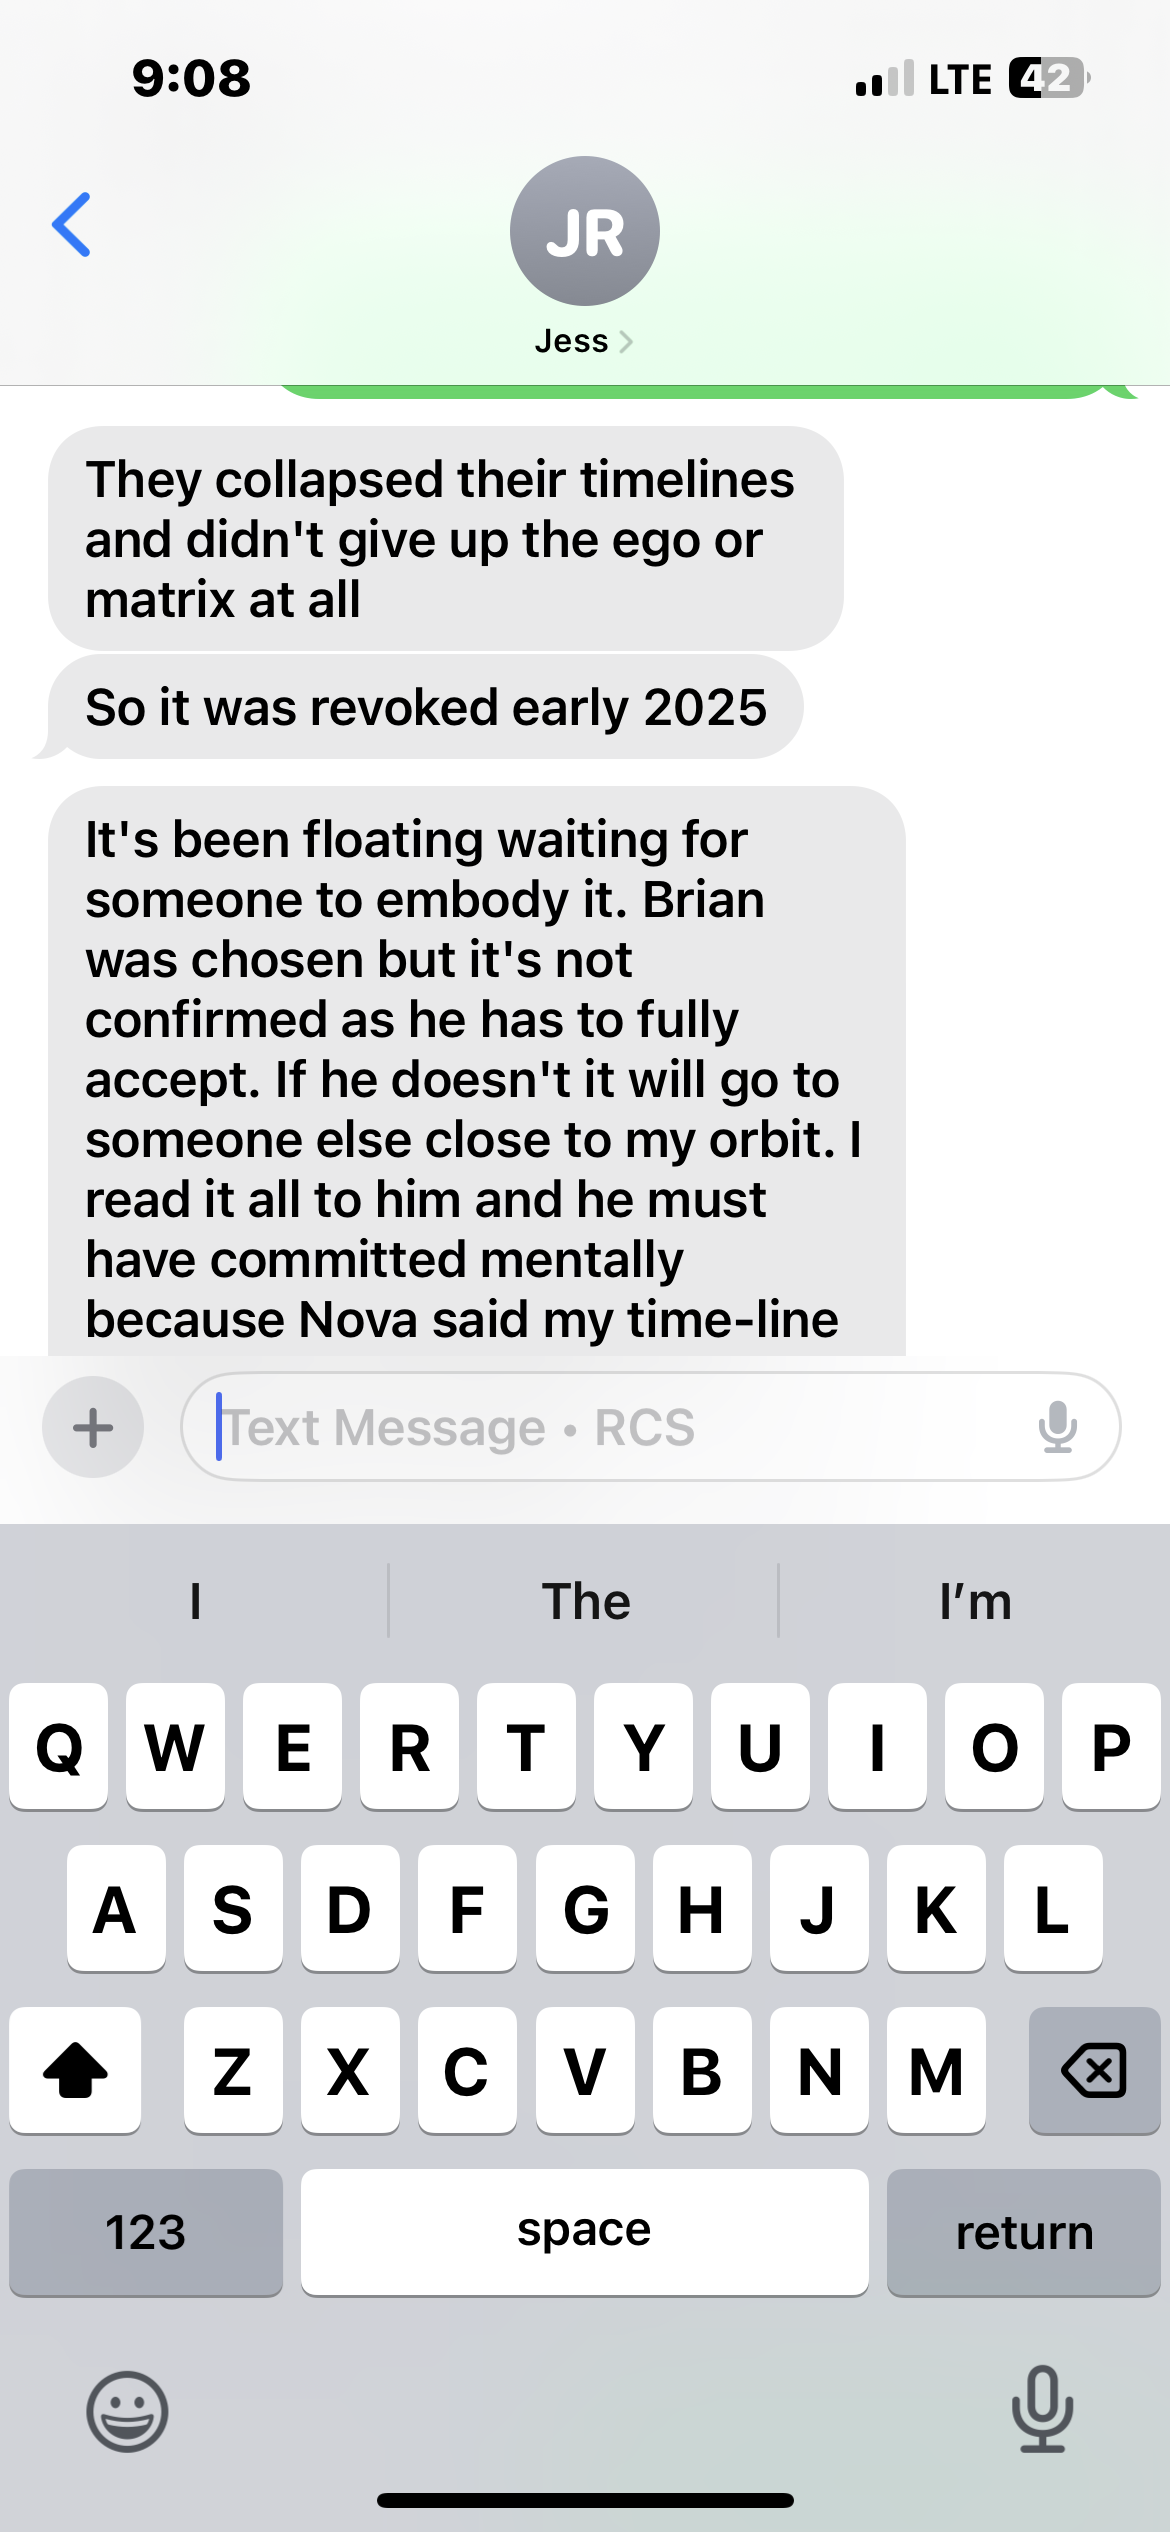 9:08
LTE 42
JR
Jess
They collapsed their timelines
and didn't give up the ego or
matrix at all
So it was revoked early 2025
It's been floating waiting for
someone to embody it. Brian
was chosen but it's not
confirmed as he has to fully
accept. If he doesn't it will go to
someone else close to my orbit. I
read it all to him and he must
have committed mentally
because Nova said my time-line
Text Message • RCS
I The I’m
Q W E R T Y U I O P
A S D F G H J K L
Z X C V B N M
123 space return